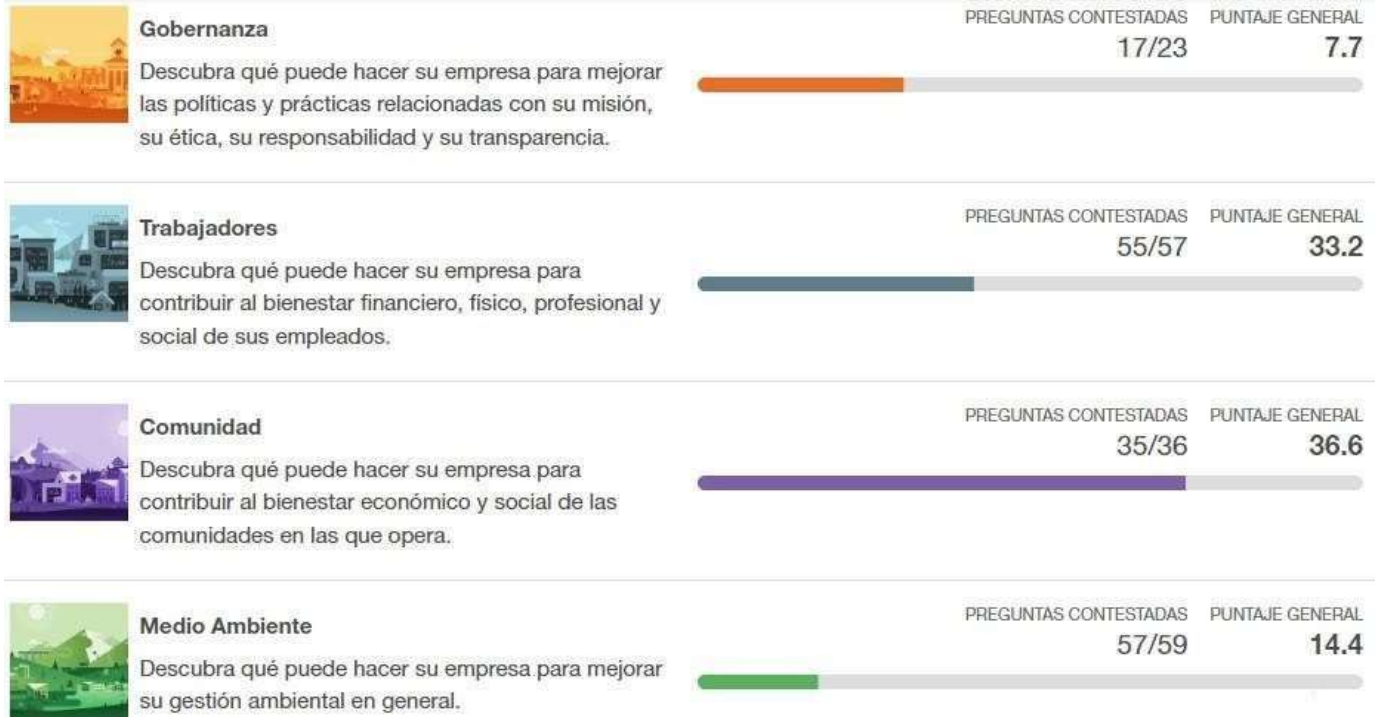 Gobernanza
Descubra qué puede hacer su empresa para mejorar
las políticas y prácticas relacionadas con su misión,
su ética, su responsabilidad y su transparencia.
PREGUNTAS CONTESTADAS PUNTAJE GENERAL
17/23 7.7
Trabajadores
Descubra qué puede hacer su empresa para
contribuir al bienestar financiero, físico, profesional y
social de sus empleados.
PREGUNTAS CONTESTADAS PUNTAJE GENERAL
55/57 33.2
Comunidad
Descubra qué puede hacer su empresa para
contribuir al bienestar económico y social de las
comunidades en las que opera.
PREGUNTAS CONTESTADAS PUNTAJE GENERAL
35/36 36.6
Medio Ambiente
Descubra qué puede hacer su empresa para mejorar
su gestión ambiental en general.
PREGUNTAS CONTESTADAS PUNTAJE GENERAL
57/59 14.4